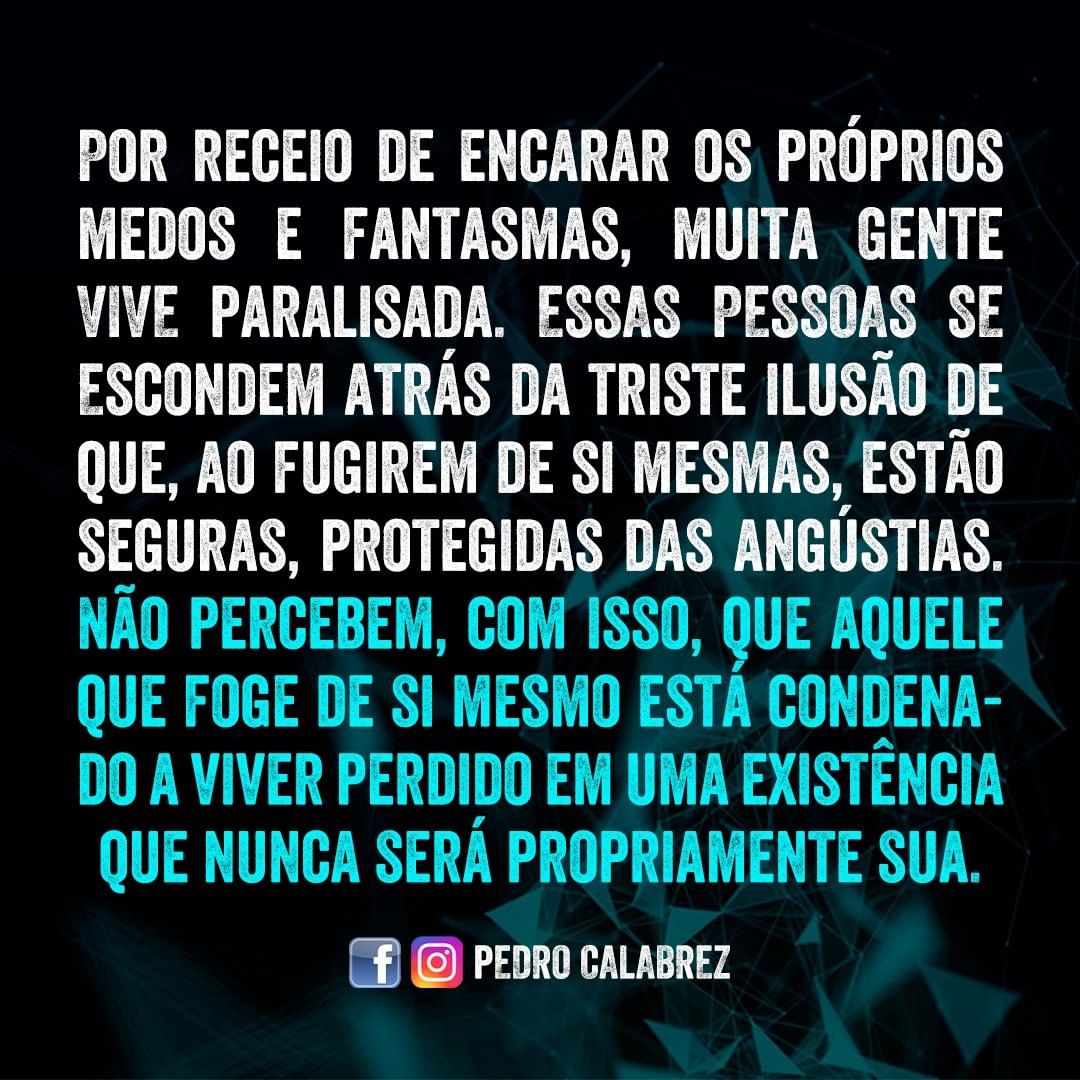 POR RECEIO DE ENCARAR OS PRÓPRIOS
MEDOS E FANTASMAS, MUITA GENTE
VIVE PARALISADA. ESSAS PESSOAS SE
ESCONDEM ATRÁS DA TRISTE ILUSÃO DE
QUE, AO FUGIREM DE SI MESMAS, ESTÃO
SEGURAS, PROTEGIDAS DAS ANGÚSTIAS.
NÃO PERCEBEM, COM ISSO, QUE AQUELE
QUE FOGE DE SI MESMO ESTÁ CONDENA-
DO A VIVER PERDIDO EM UMA EXISTÊNCIA
QUE NUNCA SERÁ PROPRIAMENTE SUA.
PEDRO CALABREZ